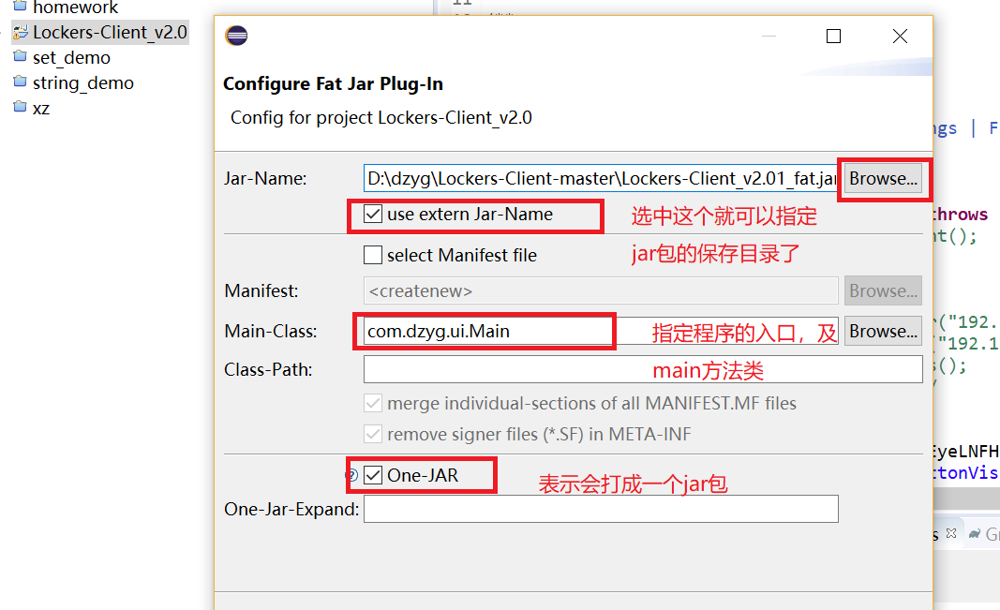 homework
Lockers-Client_v2.0
set_demo
string_demo
xz
11
Configure Fat Jar Plug-In
Config for project Lockers-Client_v2.0
Jar-Name:
D:\dzyg\Lockers-Client-master\Lockers-Client_v2.01_fat.jar
Browse...
use extern Jar-Name
选中这个就可以指定
select Manifest file
jar包的保存目录了
Manifest:
<createnew>
Browse...
Main-Class:
com.dzyg.ui.Main
指定程序的入口，及
Browse...
Class-Path:
main方法类
merge individual-sections of all MANIFEST.MF files
remove signer files (*.SF) in META-INF
One-JAR
表示会打成一个jar包
One-Jar-Expand:
ngs | F
throws
nt();
("192.
"192.1
s();
EyeLNFH
ttonVis
s
Gr